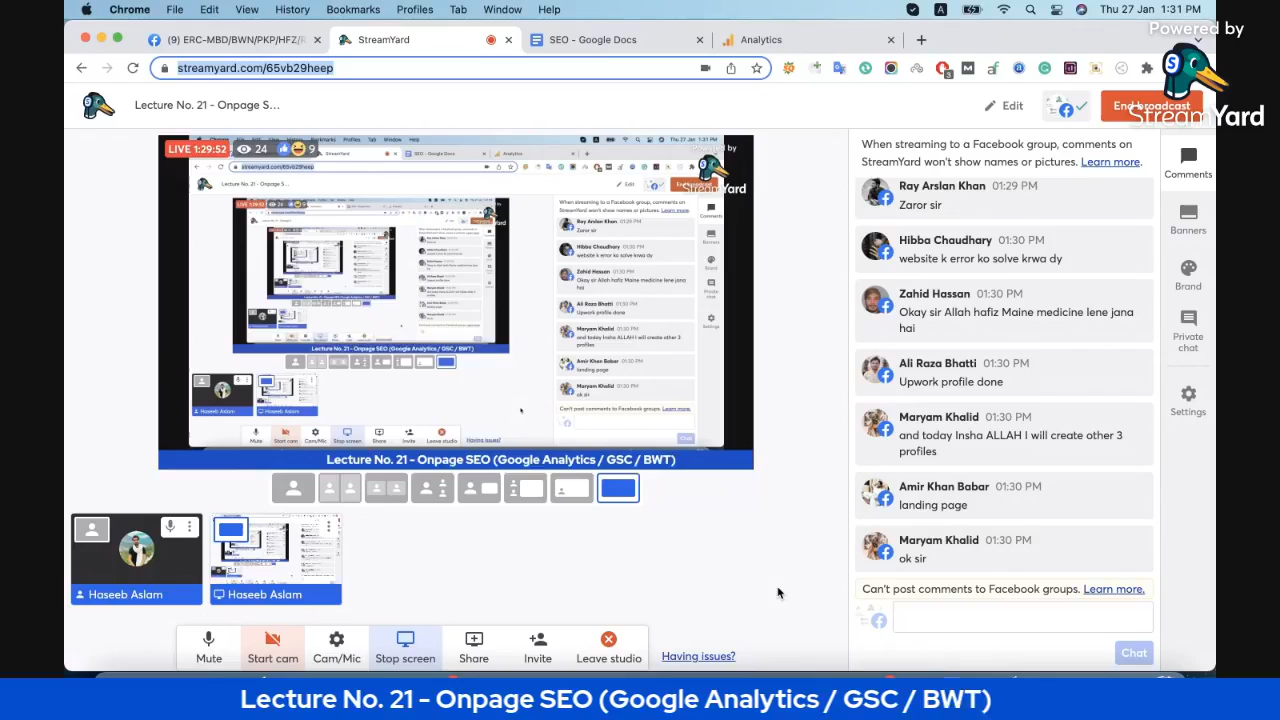 Chrome File Edit View History Bookmarks Profiles Tab Window Help
A
Thu 27 Jan 1:31 PM
Powered by
StreamYard
(9) ERC-MBD/BWN/PKP/HFZ/R
StreamYard
SEO - Google Docs
Analytics
streamyard.com/65vb29heep
Lecture No. 21 - Onpage S...
Edit
End broadcast
LIVE 1:29:52
24
9
When streaming to a Facebook group, comments on
StreamYard won't show names or pictures. Learn more.
Ray Arslan Khan 01:29 PM
Zaror sir
Hibba Chaudhary 01:30 PM
website k error ko solve krwa dy
Zahid Hassan 01:30 PM
Okay sir Allah hafiz Maine medicine lene jana
hai
Ali Raza Bhatti 01:30 PM
Upwork profile done
Maryam Khalid 01:30 PM
and today Insha ALLAH I will create other 3
profiles
Amir Khan Babar 01:30 PM
landing page
Maryam Khalid 01:30 PM
ok sir
Can't post comments to Facebook groups. Learn more.
Chat
Comments
Banners
Brand
Private
chat
Settings
Lecture No. 21 - Onpage SEO (Google Analytics / GSC / BWT)
Haseeb Aslam
Haseeb Aslam
Mute
Start cam
Cam/Mic
Stop screen
Share
Invite
Leave studio
Having issues?
Lecture No. 21 - Onpage SEO (Google Analytics / GSC / BWT)